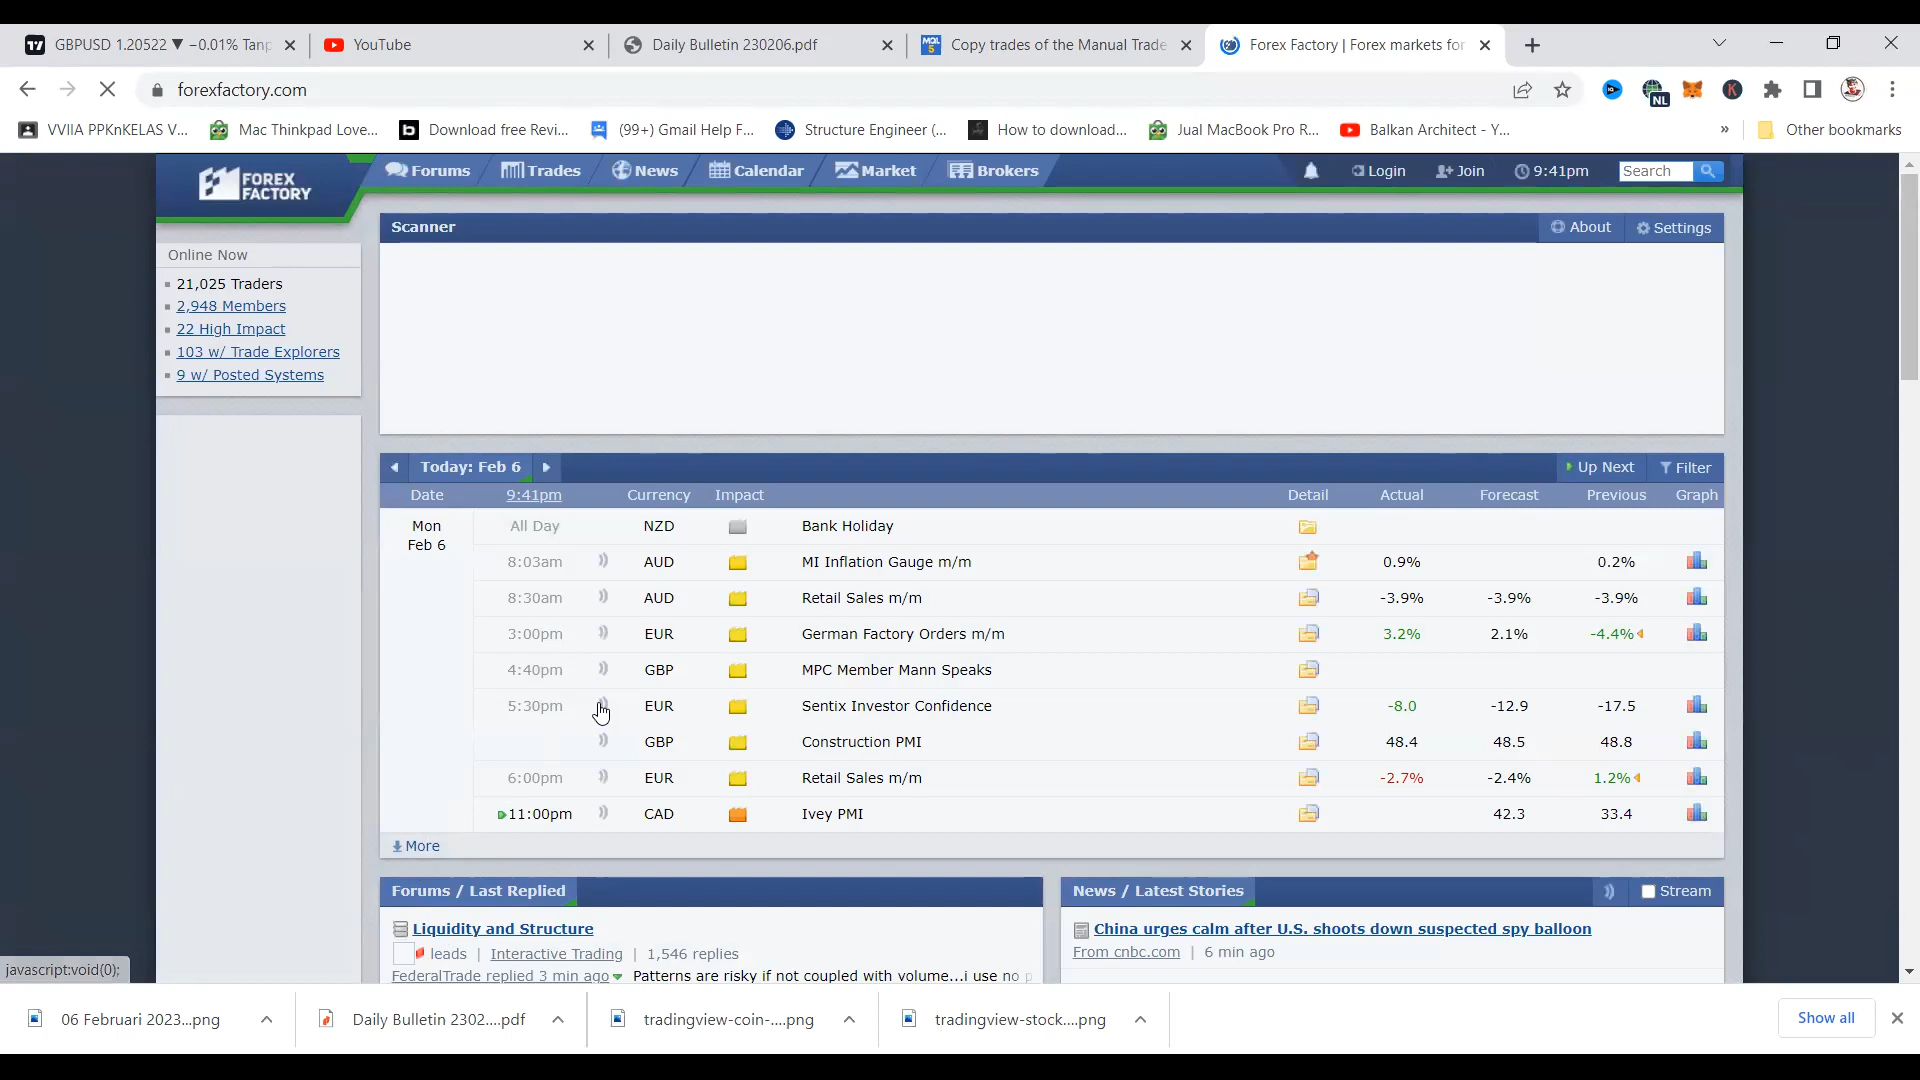 GBPUSD 1.20522 ▼ −0.01% Tanp
YouTube
Daily Bulletin 230206.pdf
Copy trades of the Manual Trade
Forex Factory | Forex markets for
forexfactory.com
NL
VVIIA PPKnKELAS V...
Mac Thinkpad Love...
Download free Revi...
(99+) Gmail Help F...
Structure Engineer (...
How to download...
Jual MacBook Pro R...
Balkan Architect - Y...
»
Other bookmarks
FOREX FACTORY
Forums
Trades
News
Calendar
Market
Brokers
Login
Join
9:41pm
Search
Scanner
About
Settings
Online Now
21,025 Traders
2,948 Members
22 High Impact
103 w/ Trade Explorers
9 w/ Posted Systems
Today: Feb 6
Up Next
Filter
Date 9:41pm Currency Impact Detail Actual Forecast Previous Graph
Mon Feb 6
All Day NZD Bank Holiday
8:03am AUD MI Inflation Gauge m/m 0.9% 0.2%
8:30am AUD Retail Sales m/m -3.9% -3.9% -3.9%
3:00pm EUR German Factory Orders m/m 3.2% 2.1% -4.4%
4:40pm GBP MPC Member Mann Speaks
5:30pm EUR Sentix Investor Confidence -8.0 -12.9 -17.5
GBP Construction PMI 48.4 48.5 48.8
6:00pm EUR Retail Sales m/m -2.7% -2.4% 1.2%
11:00pm CAD Ivey PMI 42.3 33.4
More
Forums / Last Replied
Liquidity and Structure
leads | Interactive Trading | 1,546 replies
FederalTrade replied 3 min ago Patterns are risky if not coupled with volume...i use no p
News / Latest Stories
Stream
China urges calm after U.S. shoots down suspected spy balloon
From cnbc.com | 6 min ago
javascript:void(0);
06 Februari 2023...png
Daily Bulletin 2302....pdf
tradingview-coin-....png
tradingview-stock....png
Show all